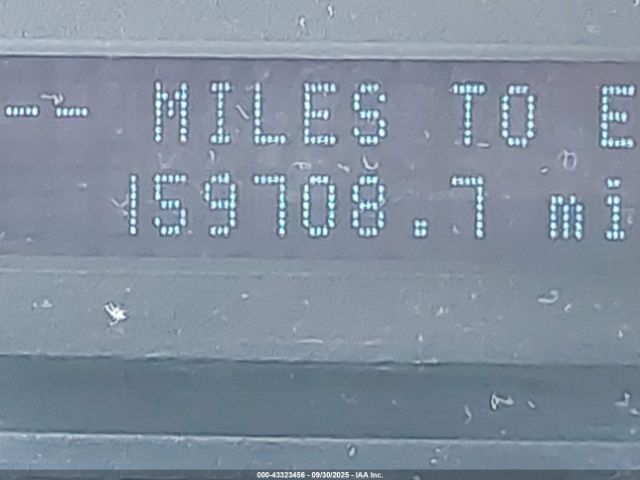 -- MILES TO E
159708.7 mi
000-43323456 - 09/30/2025 - IAA Inc.